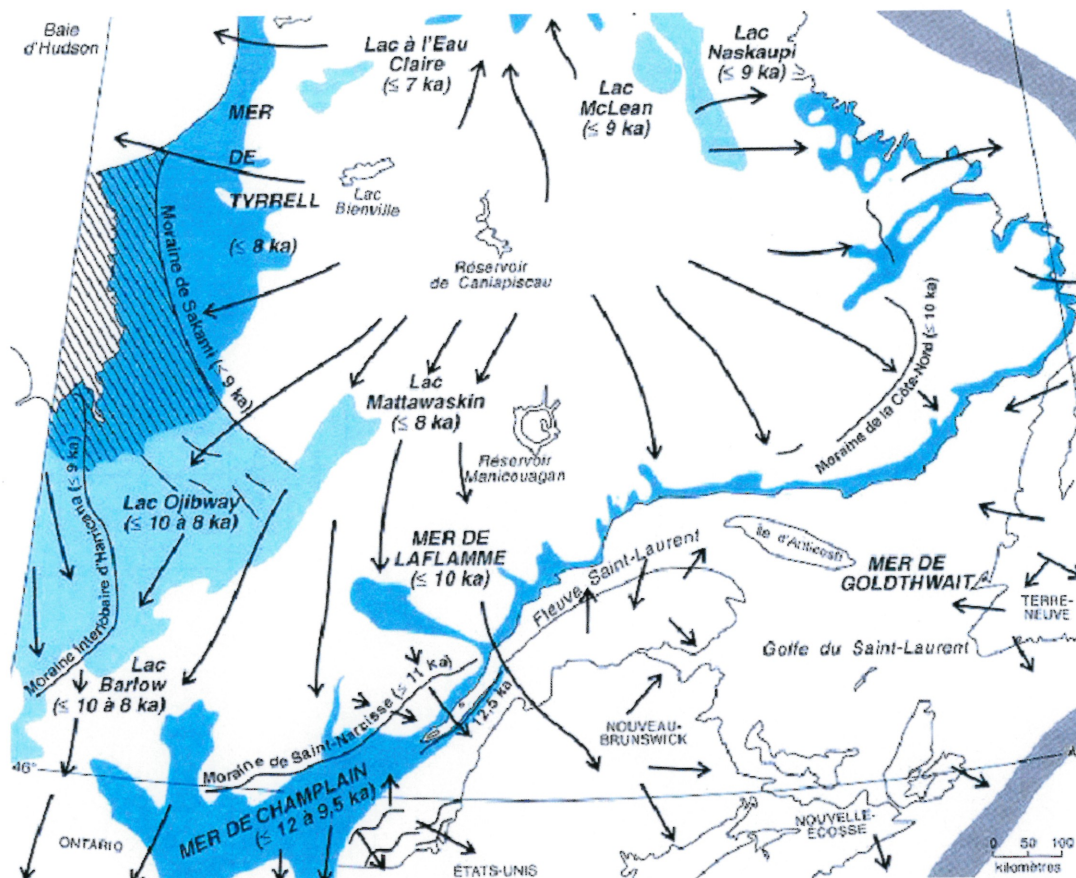 Baie
d'Hudson
Lac à l'Eau
Claire
(≤ 7 ka)
Lac
Naskaupi
(≤ 9 ka)
Lac
McLean
(≤ 9 ka)
MER
DE
TYRRELL
(≤ 8 ka)
Lac
Bienville
Réservoir
de Caniapiscau
Moraine de Sakami (≤ 9 ka)
Lac
Mattawaskin
(≤ 8 ka)
Moraine de la Côte-Nord (≤ 10 ka)
Réservoir
Manicouagan
Lac Ojibway
(≤ 10 à 8 ka)
Moraine Interlobaire d'Harricana (≤ 9 ka)
MER DE
LAFLAMME
(≤ 10 ka)
Fleuve Saint-Laurent
Île d'Anticosti
MER DE
GOLDTHWAIT
TERRE-
NEUVE
Golfe du Saint-Laurent
Lac
Barlow
(≤ 10 à 8 ka)
Moraine de Saint-Narcisse (≤ 11 ka)
12,5 ka
NOUVEAU-
BRUNSWICK
46°
MER DE CHAMPLAIN
(≤ 12 à 9,5 ka)
ONTARIO
ÉTATS-UNIS
NOUVELLE-
ÉCOSSE
0 50 100
kilomètres